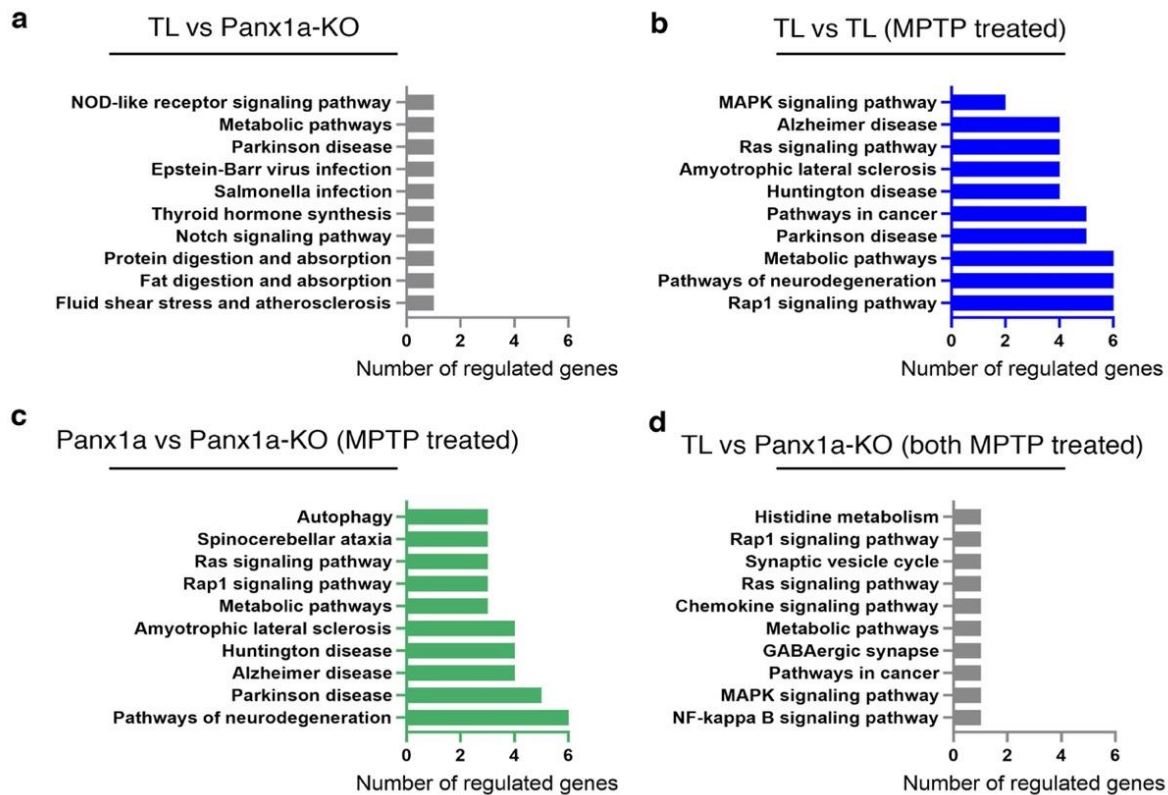 a
TL vs Panx1a-KO
NOD-like receptor signaling pathway
Metabolic pathways
Parkinson disease
Epstein-Barr virus infection
Salmonella infection
Thyroid hormone synthesis
Notch signaling pathway
Protein digestion and absorption
Fat digestion and absorption
Fluid shear stress and atherosclerosis
0 2 4 6
Number of regulated genes
b
TL vs TL (MPTP treated)
MAPK signaling pathway
Alzheimer disease
Ras signaling pathway
Amyotrophic lateral sclerosis
Huntington disease
Pathways in cancer
Parkinson disease
Metabolic pathways
Pathways of neurodegeneration
Rap1 signaling pathway
0 2 4 6
Number of regulated genes
c
Panx1a vs Panx1a-KO (MPTP treated)
Autophagy
Spinocerebellar ataxia
Ras signaling pathway
Rap1 signaling pathway
Metabolic pathways
Amyotrophic lateral sclerosis
Huntington disease
Alzheimer disease
Parkinson disease
Pathways of neurodegeneration
0 2 4 6
Number of regulated genes
d
TL vs Panx1a-KO (both MPTP treated)
Histidine metabolism
Rap1 signaling pathway
Synaptic vesicle cycle
Ras signaling pathway
Chemokine signaling pathway
Metabolic pathways
GABAergic synapse
Pathways in cancer
MAPK signaling pathway
NF-kappa B signaling pathway
0 2 4 6
Number of regulated genes